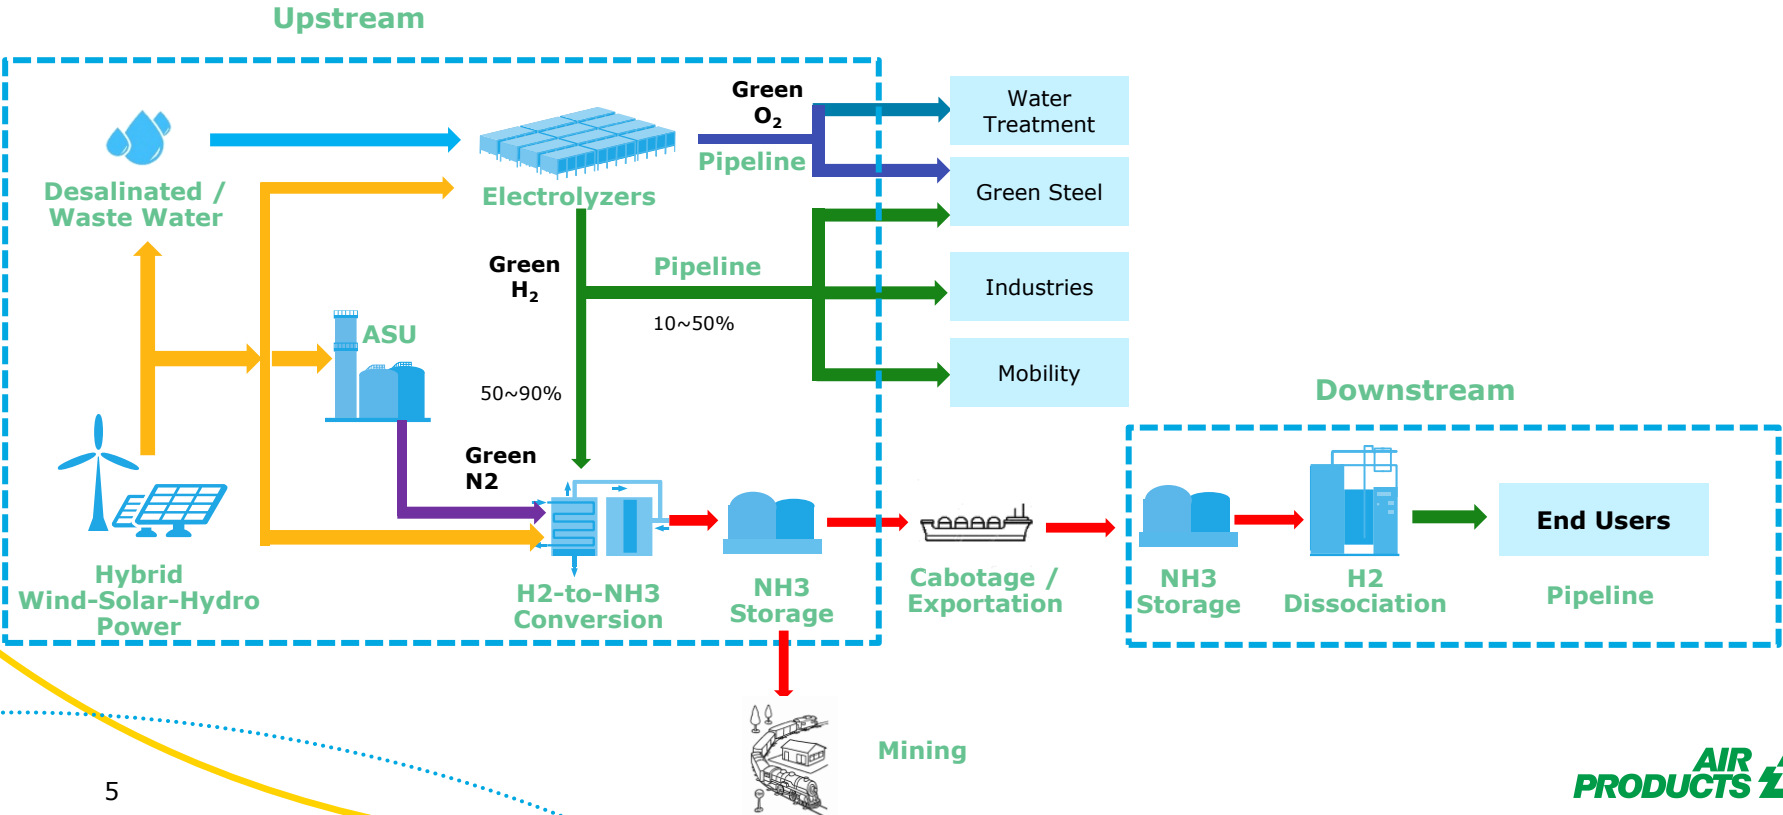 Upstream
Green
O₂
Water
Treatment
Pipeline
Desalinated /
Waste Water
Electrolyzers
Green Steel
Green
H₂
Pipeline
Industries
10~50%
ASU
Mobility
50~90%
Downstream
Green
N2
End Users
Hybrid
Wind-Solar-Hydro
Power
H2-to-NH3
Conversion
NH3
Storage
Cabotage /
Exportation
NH3
Storage
H2
Dissociation
Pipeline
Mining
5
AIR
PRODUCTS